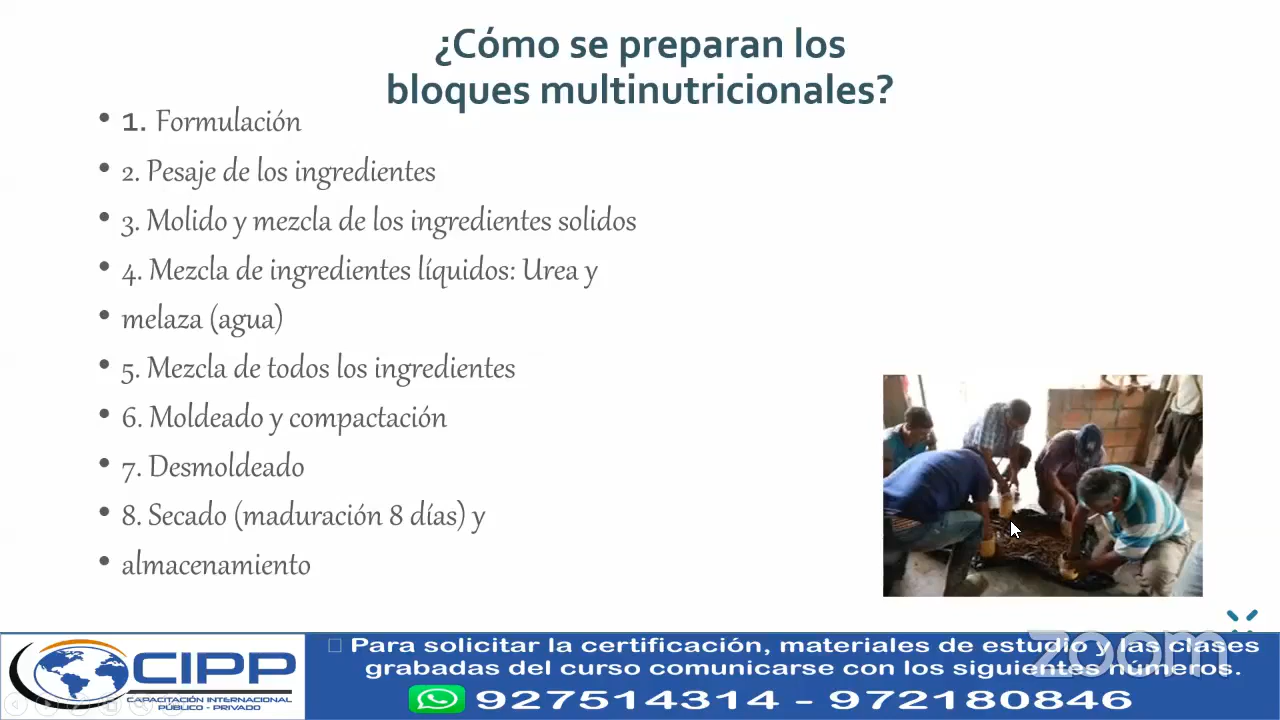 ¿Cómo se preparan los
bloques multinutricionales?
• 1. Formulación
• 2. Pesaje de los ingredientes
• 3. Molido y mezcla de los ingredientes solidos
• 4. Mezcla de ingredientes líquidos: Urea y
• melaza (agua)
• 5. Mezcla de todos los ingredientes
• 6. Moldeado y compactación
• 7. Desmoldeado
• 8. Secado (maduración 8 días) y
• almacenamiento
CIPP
CAPACITACIÓN INTERNACIONAL
PÚBLICO - PRIVADO
Para solicitar la certificación, materiales de estudio y las clases
grabadas del curso comunicarse con los siguientes números.
927514314 - 972180846
zoom